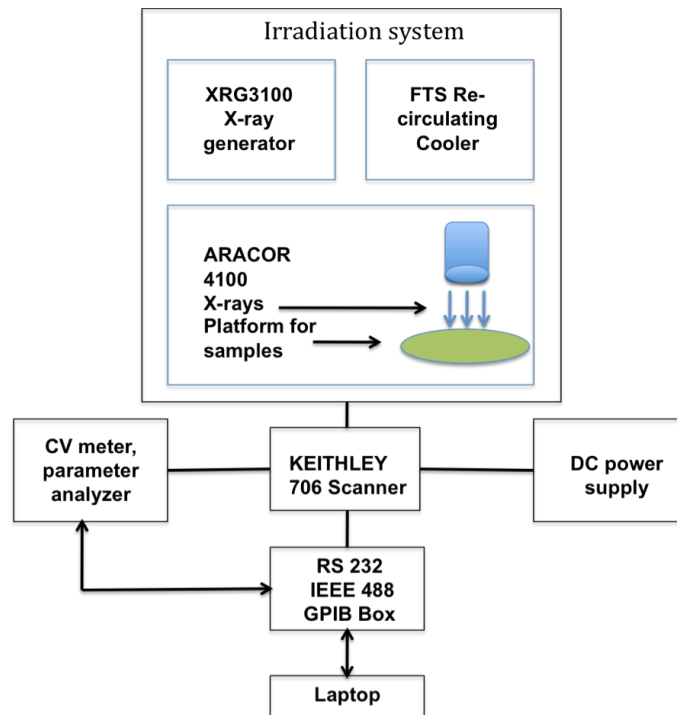 Irradiation system
XRG3100
X-ray
generator
FTS Re-
circulating
Cooler
ARACOR
4100
X-rays
Platform for
samples
CV meter,
parameter
analyzer
KEITHLEY
706 Scanner
DC power
supply
RS 232
IEEE 488
GPIB Box
Laptop